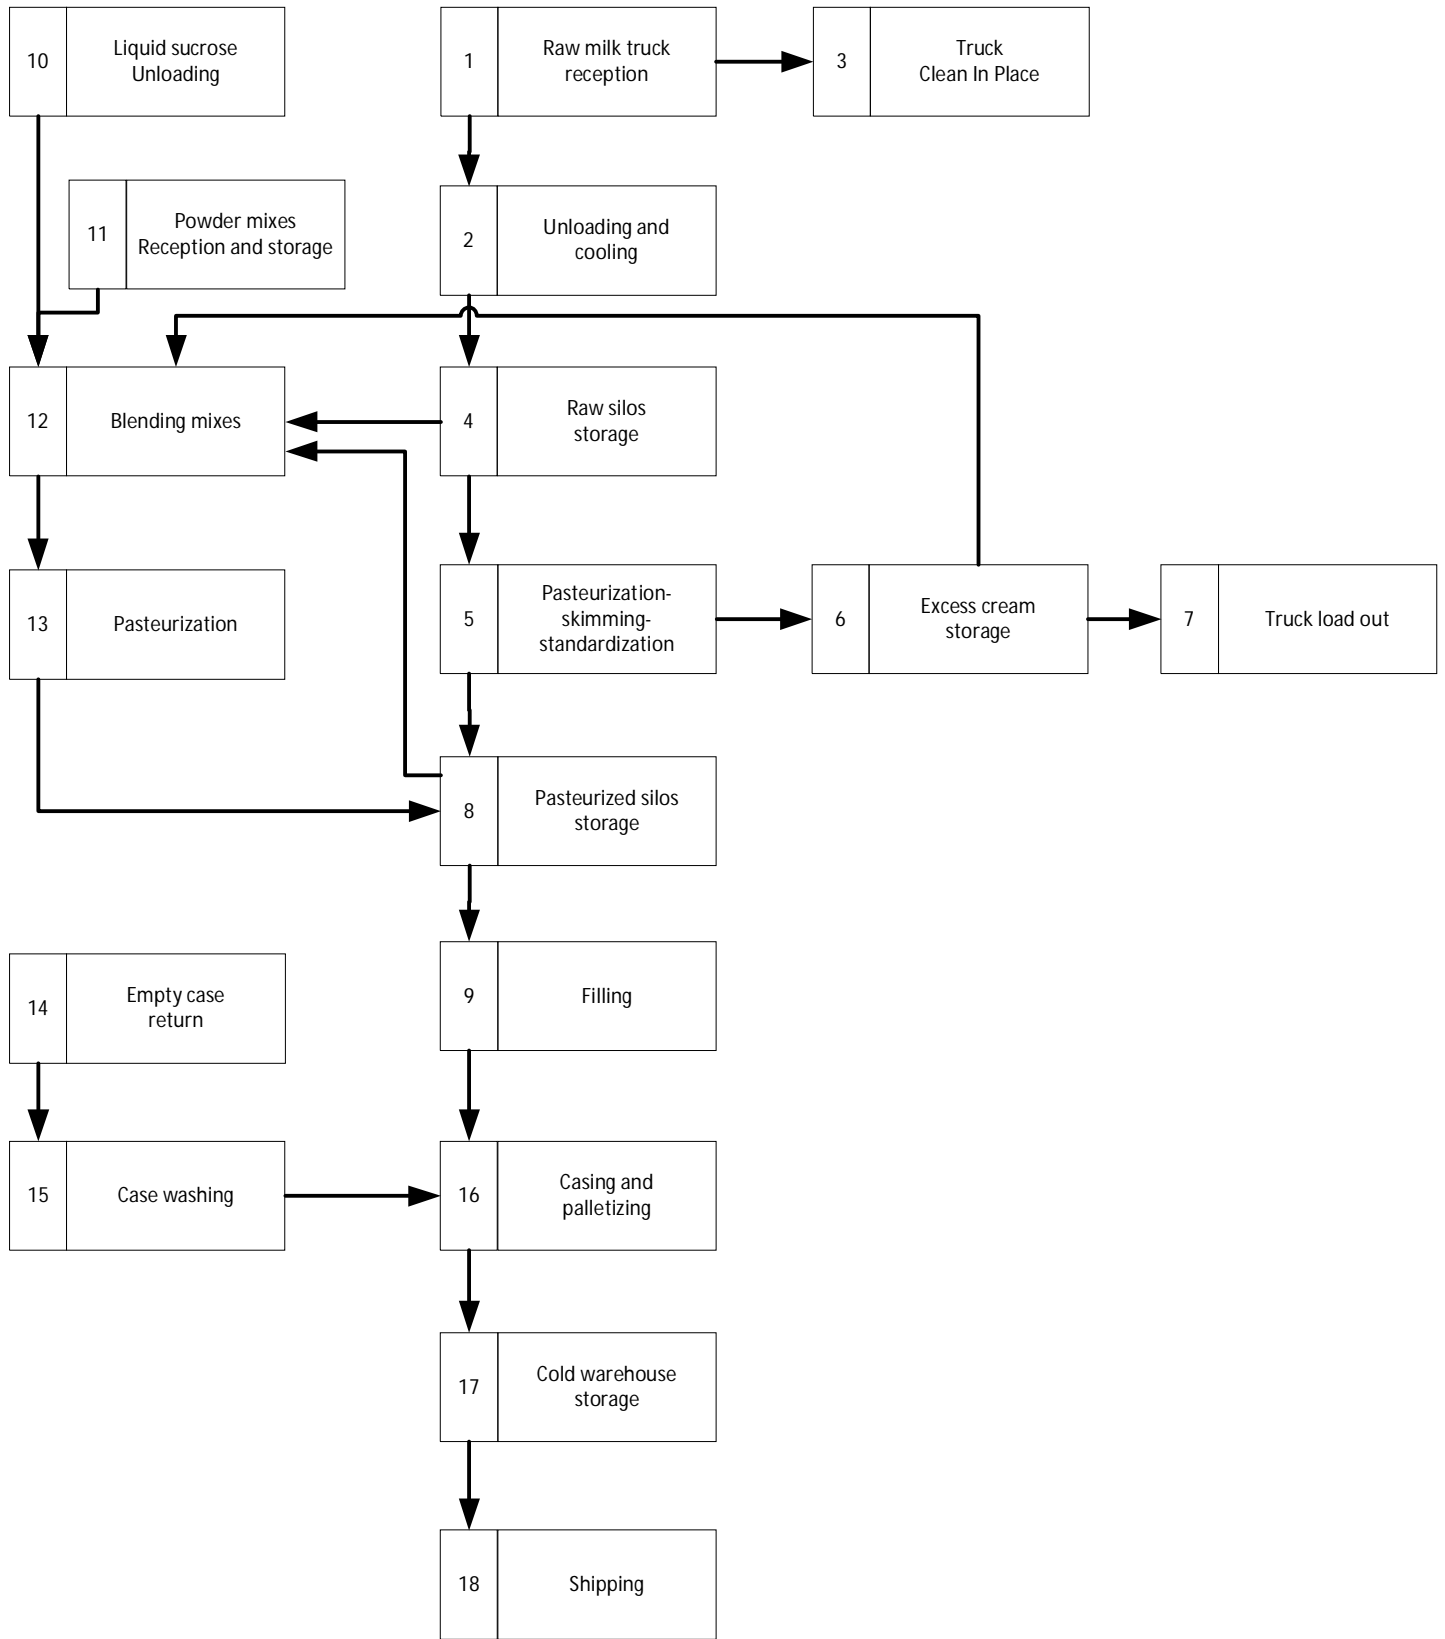 10
Liquid sucrose
Unloading
1
Raw milk truck
reception
3
Truck
Clean In Place
11
Powder mixes
Reception and storage
2
Unloading and
cooling
12
Blending mixes
4
Raw silos
storage
13
Pasteurization
5
Pasteurization-
skimming-
standardization
6
Excess cream
storage
7
Truck load out
8
Pasteurized silos
storage
14
Empty case
return
9
Filling
15
Case washing
16
Casing and
palletizing
17
Cold warehouse
storage
18
Shipping